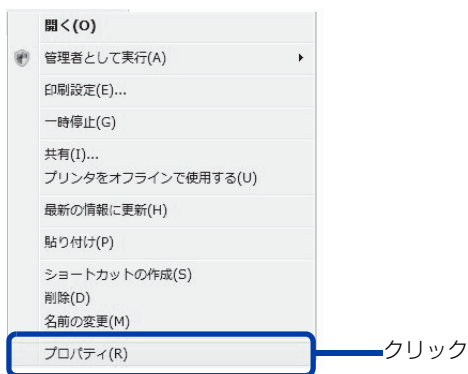 開く(O)
管理者として実行(A)
印刷設定(E)...
一時停止(G)
共有(I)...
プリンタをオフラインで使用する(U)
最新の情報に更新(H)
貼り付け(P)
ショートカットの作成(S)
削除(D)
名前の変更(M)
プロパティ(R)
クリック